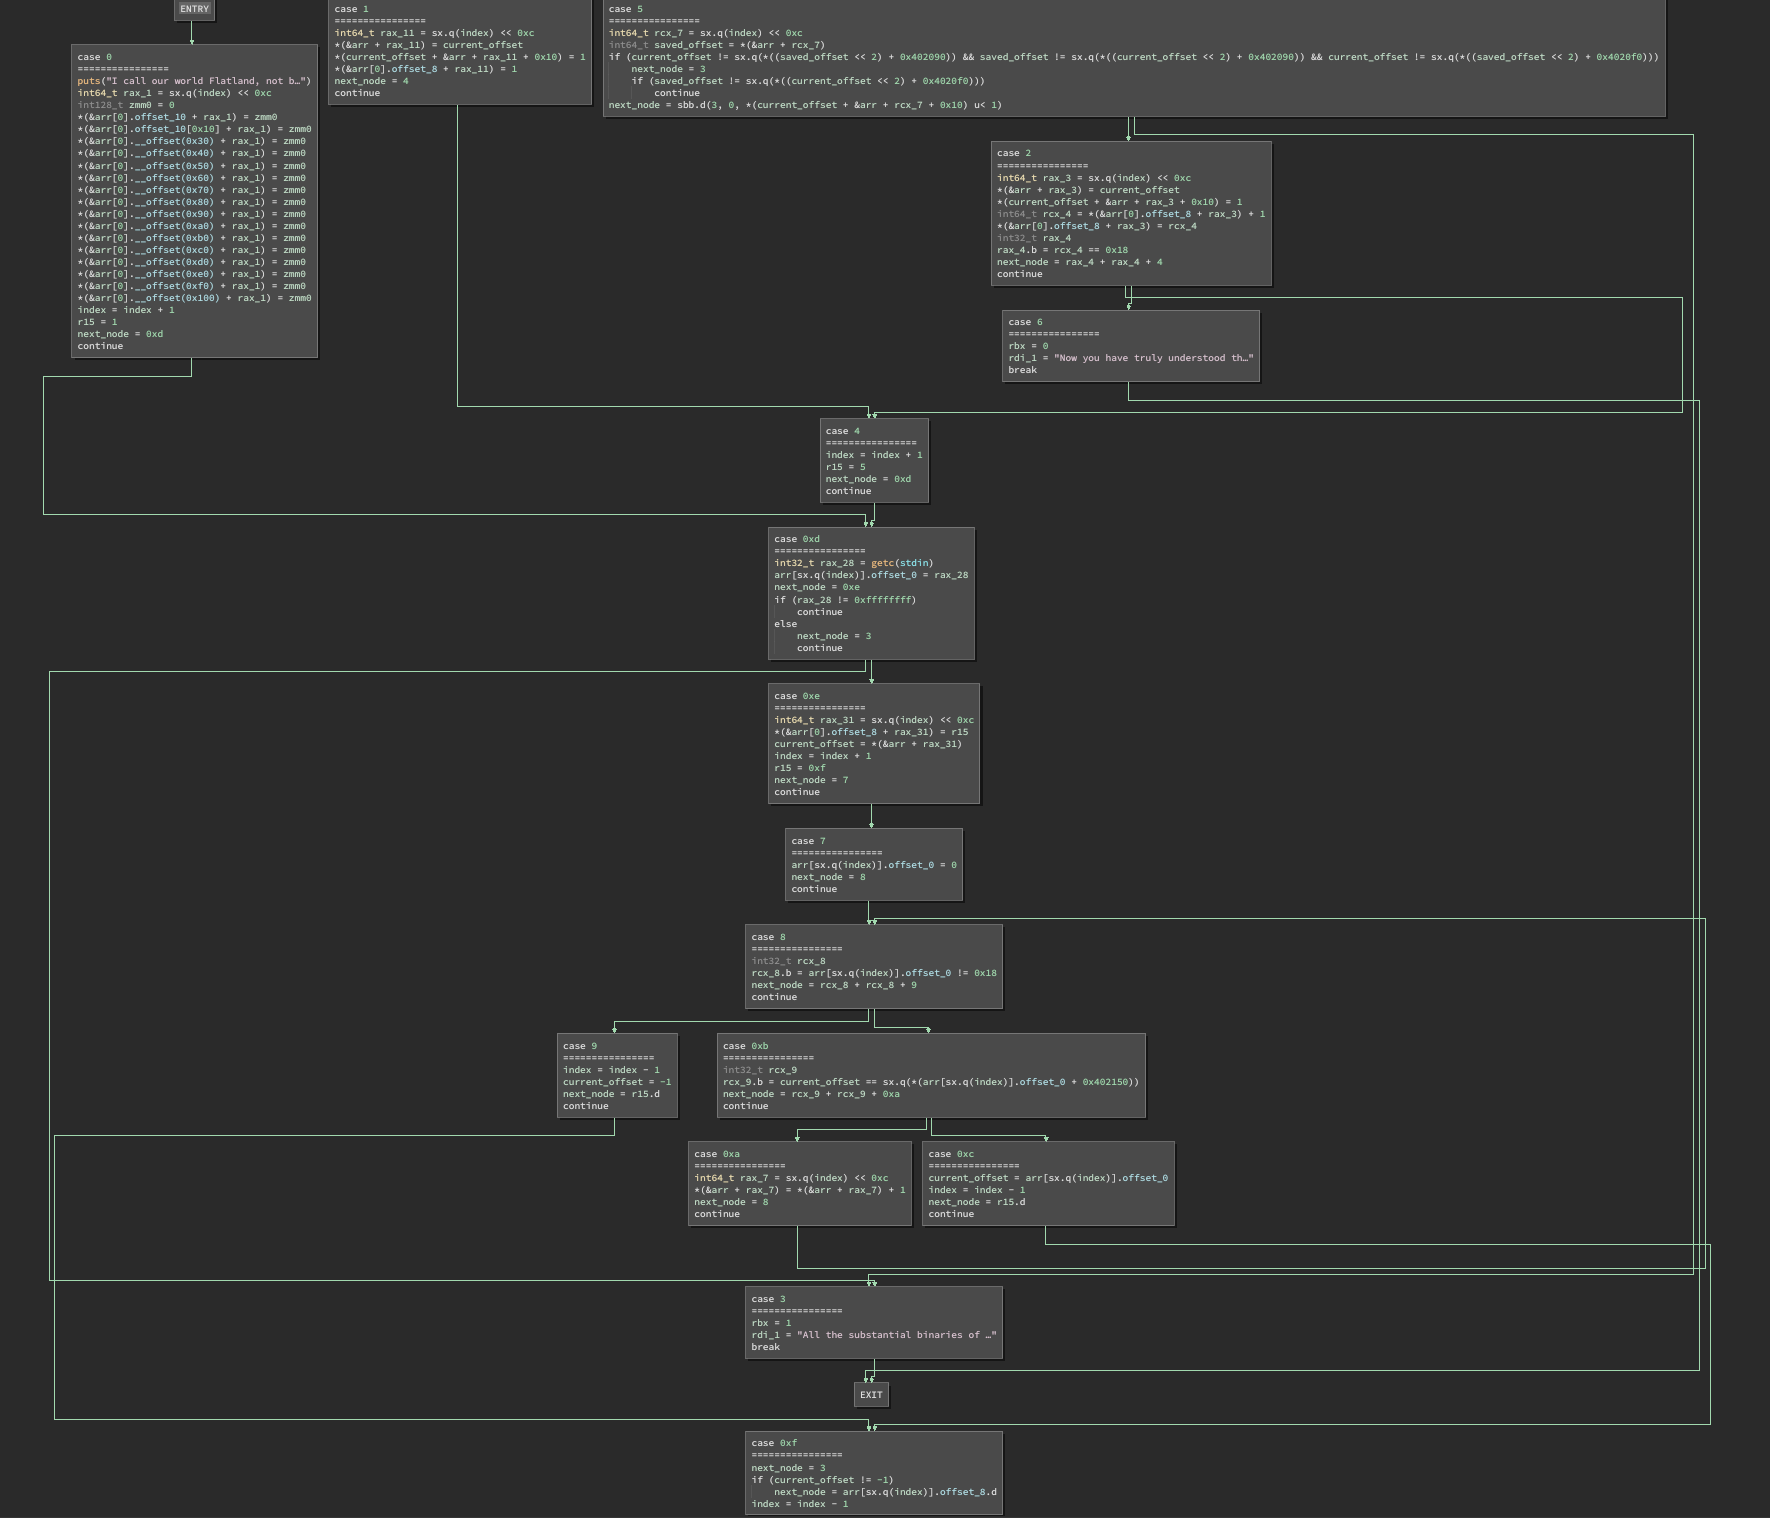 ENTRY
case 0
================
puts("I call our world Flatland, not b…")
int64_t rax_1 = sx.q(index) << 0xc
int128_t zmm0 = 0
*(&arr[0].offset_10 + rax_1) = zmm0
*(&arr[0].offset_10[0x10] + rax_1) = zmm0
*(&arr[0].__offset(0x30) + rax_1) = zmm0
*(&arr[0].__offset(0x40) + rax_1) = zmm0
*(&arr[0].__offset(0x50) + rax_1) = zmm0
*(&arr[0].__offset(0x60) + rax_1) = zmm0
*(&arr[0].__offset(0x70) + rax_1) = zmm0
*(&arr[0].__offset(0x80) + rax_1) = zmm0
*(&arr[0].__offset(0x90) + rax_1) = zmm0
*(&arr[0].__offset(0xa0) + rax_1) = zmm0
*(&arr[0].__offset(0xb0) + rax_1) = zmm0
*(&arr[0].__offset(0xc0) + rax_1) = zmm0
*(&arr[0].__offset(0xd0) + rax_1) = zmm0
*(&arr[0].__offset(0xe0) + rax_1) = zmm0
*(&arr[0].__offset(0xf0) + rax_1) = zmm0
*(&arr[0].__offset(0x100) + rax_1) = zmm0
index = index + 1
r15 = 1
next_node = 0xd
continue
case 1
================
int64_t rax_11 = sx.q(index) << 0xc
*(&arr + rax_11) = current_offset
*(current_offset + &arr + rax_11 + 0x10) = 1
*(&arr[0].offset_8 + rax_11) = 1
next_node = 4
continue
case 5
================
int64_t rcx_7 = sx.q(index) << 0xc
int64_t saved_offset = *(&arr + rcx_7)
if (current_offset != sx.q(*((saved_offset << 2) + 0x402090)) && saved_offset != sx.q(*((current_offset << 2) + 0x402090)) && current_offset != sx.q(*((saved_offset << 2) + 0x4020f0)))
next_node = 3
if (saved_offset != sx.q(*((current_offset << 2) + 0x4020f0)))
continue
next_node = sbb.d(3, 0, *(current_offset + &arr + rcx_7 + 0x10) u< 1)
case 2
================
int64_t rax_3 = sx.q(index) << 0xc
*(&arr + rax_3) = current_offset
*(current_offset + &arr + rax_3 + 0x10) = 1
int64_t rcx_4 = *(&arr[0].offset_8 + rax_3) + 1
*(&arr[0].offset_8 + rax_3) = rcx_4
int32_t rax_4
rax_4.b = rcx_4 == 0x18
next_node = rax_4 + rax_4 + 4
continue
case 6
================
rbx = 0
rdi_1 = "Now you have truly understood th…"
break
case 4
================
index = index + 1
r15 = 5
next_node = 0xd
continue
case 0xd
================
int32_t rax_28 = getc(stdin)
arr[sx.q(index)].offset_0 = rax_28
next_node = 0xe
if (rax_28 != 0xffffffff)
continue
else
next_node = 3
continue
case 0xe
================
int64_t rax_31 = sx.q(index) << 0xc
*(&arr[0].offset_8 + rax_31) = r15
current_offset = *(&arr + rax_31)
index = index + 1
r15 = 0xf
next_node = 7
continue
case 7
================
arr[sx.q(index)].offset_0 = 0
next_node = 8
continue
case 8
================
int32_t rcx_8
rcx_8.b = arr[sx.q(index)].offset_0 != 0x18
next_node = rcx_8 + rcx_8 + 9
continue
case 9
================
index = index - 1
current_offset = -1
next_node = r15.d
continue
case 0xb
================
int32_t rcx_9
rcx_9.b = current_offset == sx.q(*(arr[sx.q(index)].offset_0 + 0x402150))
next_node = rcx_9 + rcx_9 + 0xa
continue
case 0xa
================
int64_t rax_7 = sx.q(index) << 0xc
*(&arr + rax_7) = *(&arr + rax_7) + 1
next_node = 8
continue
case 0xc
================
current_offset = arr[sx.q(index)].offset_0
index = index - 1
next_node = r15.d
continue
case 3
================
rbx = 1
rdi_1 = "All the substantial binaries of …"
break
EXIT
case 0xf
================
next_node = 3
if (current_offset != -1)
next_node = arr[sx.q(index)].offset_8.d
index = index - 1